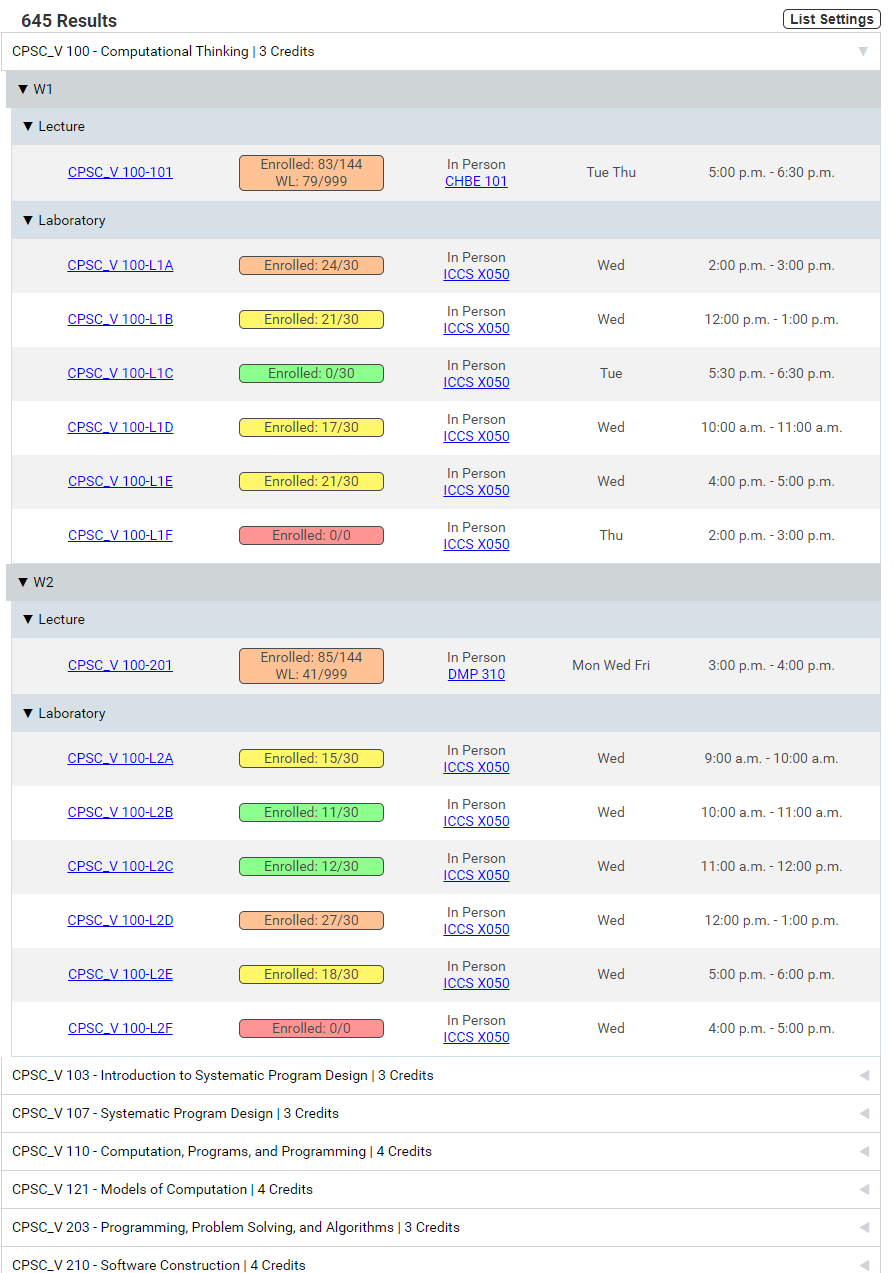 645 Results
List Settings
CPSC_V 100 - Computational Thinking | 3 Credits
▼ W1
▼ Lecture
CPSC_V 100-101
Enrolled: 83/144
WL: 79/999
In Person
CHBE 101
Tue Thu
5:00 p.m. - 6:30 p.m.
▼ Laboratory
CPSC_V 100-L1A
Enrolled: 24/30
In Person
ICCS X050
Wed
2:00 p.m. - 3:00 p.m.
CPSC_V 100-L1B
Enrolled: 21/30
In Person
ICCS X050
Wed
12:00 p.m. - 1:00 p.m.
CPSC_V 100-L1C
Enrolled: 0/30
In Person
ICCS X050
Tue
5:30 p.m. - 6:30 p.m.
CPSC_V 100-L1D
Enrolled: 17/30
In Person
ICCS X050
Wed
10:00 a.m. - 11:00 a.m.
CPSC_V 100-L1E
Enrolled: 21/30
In Person
ICCS X050
Wed
4:00 p.m. - 5:00 p.m.
CPSC_V 100-L1F
Enrolled: 0/0
In Person
ICCS X050
Thu
2:00 p.m. - 3:00 p.m.
▼ W2
▼ Lecture
CPSC_V 100-201
Enrolled: 85/144
WL: 41/999
In Person
DMP 310
Mon Wed Fri
3:00 p.m. - 4:00 p.m.
▼ Laboratory
CPSC_V 100-L2A
Enrolled: 15/30
In Person
ICCS X050
Wed
9:00 a.m. - 10:00 a.m.
CPSC_V 100-L2B
Enrolled: 11/30
In Person
ICCS X050
Wed
10:00 a.m. - 11:00 a.m.
CPSC_V 100-L2C
Enrolled: 12/30
In Person
ICCS X050
Wed
11:00 a.m. - 12:00 p.m.
CPSC_V 100-L2D
Enrolled: 27/30
In Person
ICCS X050
Wed
12:00 p.m. - 1:00 p.m.
CPSC_V 100-L2E
Enrolled: 18/30
In Person
ICCS X050
Wed
5:00 p.m. - 6:00 p.m.
CPSC_V 100-L2F
Enrolled: 0/0
In Person
ICCS X050
Wed
4:00 p.m. - 5:00 p.m.
CPSC_V 103 - Introduction to Systematic Program Design | 3 Credits
CPSC_V 107 - Systematic Program Design | 3 Credits
CPSC_V 110 - Computation, Programs, and Programming | 4 Credits
CPSC_V 121 - Models of Computation | 4 Credits
CPSC_V 203 - Programming, Problem Solving, and Algorithms | 3 Credits
CPSC_V 210 - Software Construction | 4 Credits